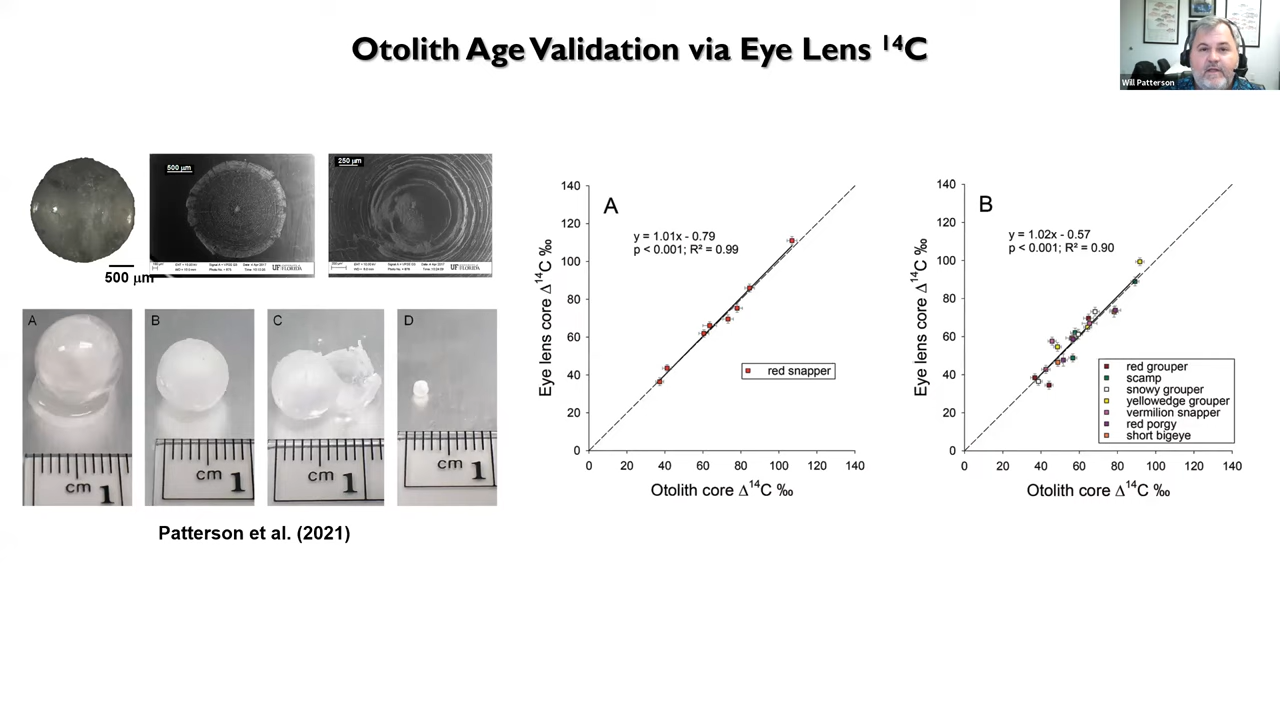 Otolith Age Validation via Eye Lens ¹⁴C
Will Patterson
500 µm
500 µm
250 µm
UF FLORIDA
UF FLORIDA
A
B
C
D
cm 1
cm 1
cm 1
cm 1
Patterson et al. (2021)
A
y = 1.01x - 0.79
p < 0.001; R² = 0.99
red snapper
Eye lens core Δ¹⁴C ‰
140
120
100
80
60
40
20
0
0 20 40 60 80 100 120 140
Otolith core Δ¹⁴C ‰
B
y = 1.02x - 0.57
p < 0.001; R² = 0.90
red grouper
scamp
snowy grouper
yellowedge grouper
vermilion snapper
red porgy
short bigeye
Eye lens core Δ¹⁴C ‰
140
120
100
80
60
40
20
0
0 20 40 60 80 100 120 140
Otolith core Δ¹⁴C ‰